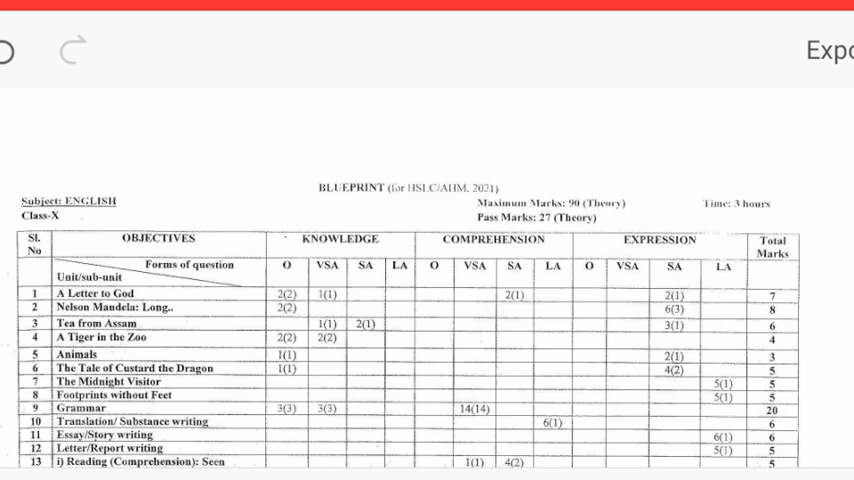 Expo
BLUEPRINT (for HSLC/AHM, 2021)
Subject: ENGLISH Maximum Marks: 90 (Theory) Time: 3 hours
Class-X Pass Marks: 27 (Theory)
Sl. No OBJECTIVES KNOWLEDGE COMPREHENSION EXPRESSION Total Marks
Forms of question O VSA SA LA O VSA SA LA O VSA SA LA
Unit/sub-unit
1 A Letter to God 2(2) 1(1) 2(1) 2(1) 7
2 Nelson Mandela: Long.. 2(2) 6(3) 8
3 Tea from Assam 1(1) 2(1) 3(1) 6
4 A Tiger in the Zoo 2(2) 2(2) 4
5 Animals 1(1) 2(1) 3
6 The Tale of Custard the Dragon 1(1) 4(2) 5
7 The Midnight Visitor 5(1) 5
8 Footprints without Feet 5(1) 5
9 Grammar 3(3) 3(3) 14(14) 20
10 Translation/ Substance writing 6(1) 6
11 Essay/Story writing 6(1) 6
12 Letter/Report writing 5(1) 5
13 i) Reading (Comprehension): Seen 1(1) 4(2) 5